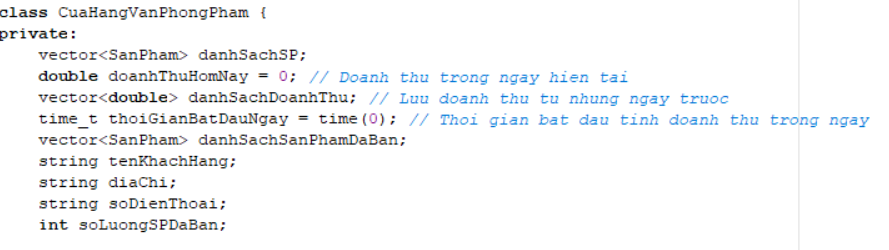 class CuaHangVanPhongPham {
private:
    vector<SanPham> danhSachSP;
    double doanhThuHomNay = 0; // Doanh thu trong ngay hien tai
    vector<double> danhSachDoanhThu; // Luu doanh thu tu nhung ngay truoc
    time_t thoiGianBatDauNgay = time(0); // Thoi gian bat dau tinh doanh thu trong ngay
    vector<SanPham> danhSachSanPhamDaBan;
    string tenKhachHang;
    string diaChi;
    string soDienThoai;
    int soLuongSPDaBan;